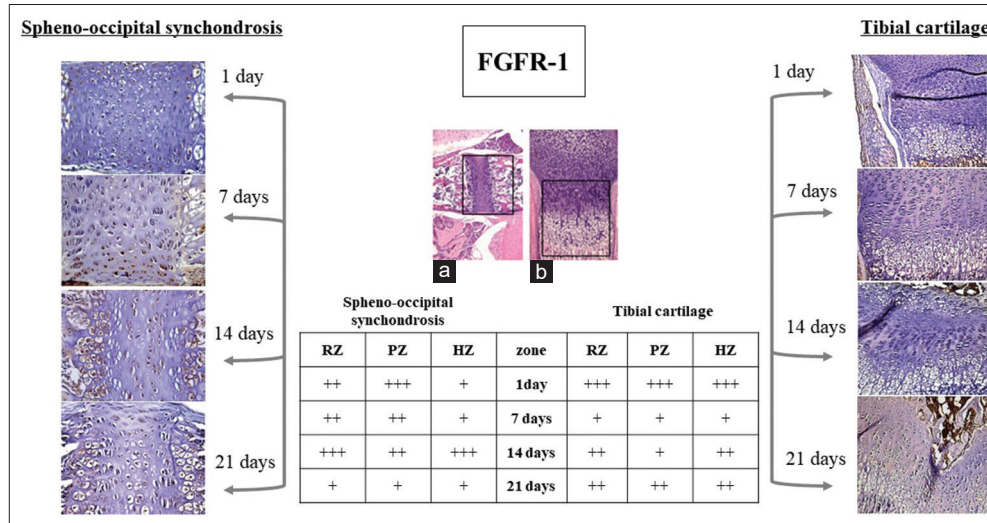 Spheno-occipital synchondrosis
FGFR-1
Tibial cartilage
1 day
7 days
14 days
21 days
1 day
7 days
14 days
21 days
a
b
Spheno-occipital
synchondrosis
Tibial cartilage
RZ PZ HZ zone RZ PZ HZ
++ +++ + 1day +++ +++ +++
++ ++ + 7 days + + +
+++ ++ +++ 14 days ++ + ++
+ + + 21 days ++ ++ ++